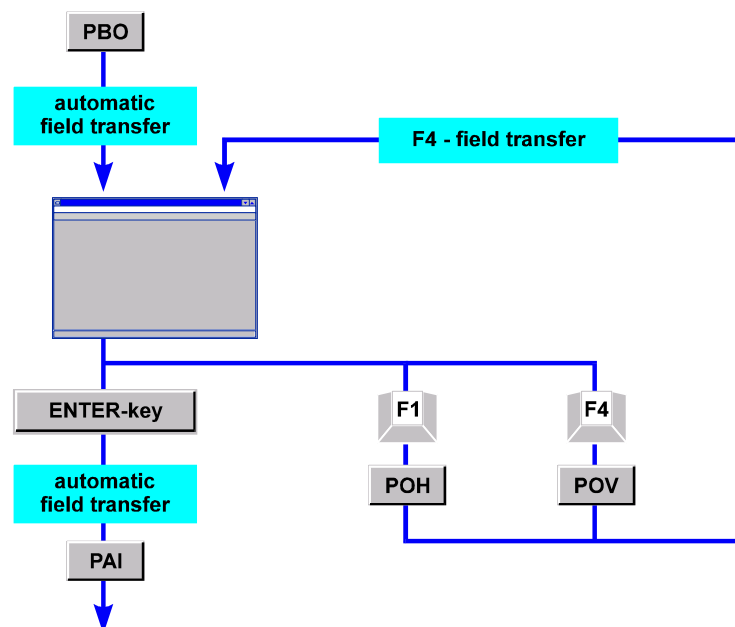 PBO
automatic
field transfer
F4 - field transfer
ENTER-key
F1
F4
automatic
field transfer
POH
POV
PAI